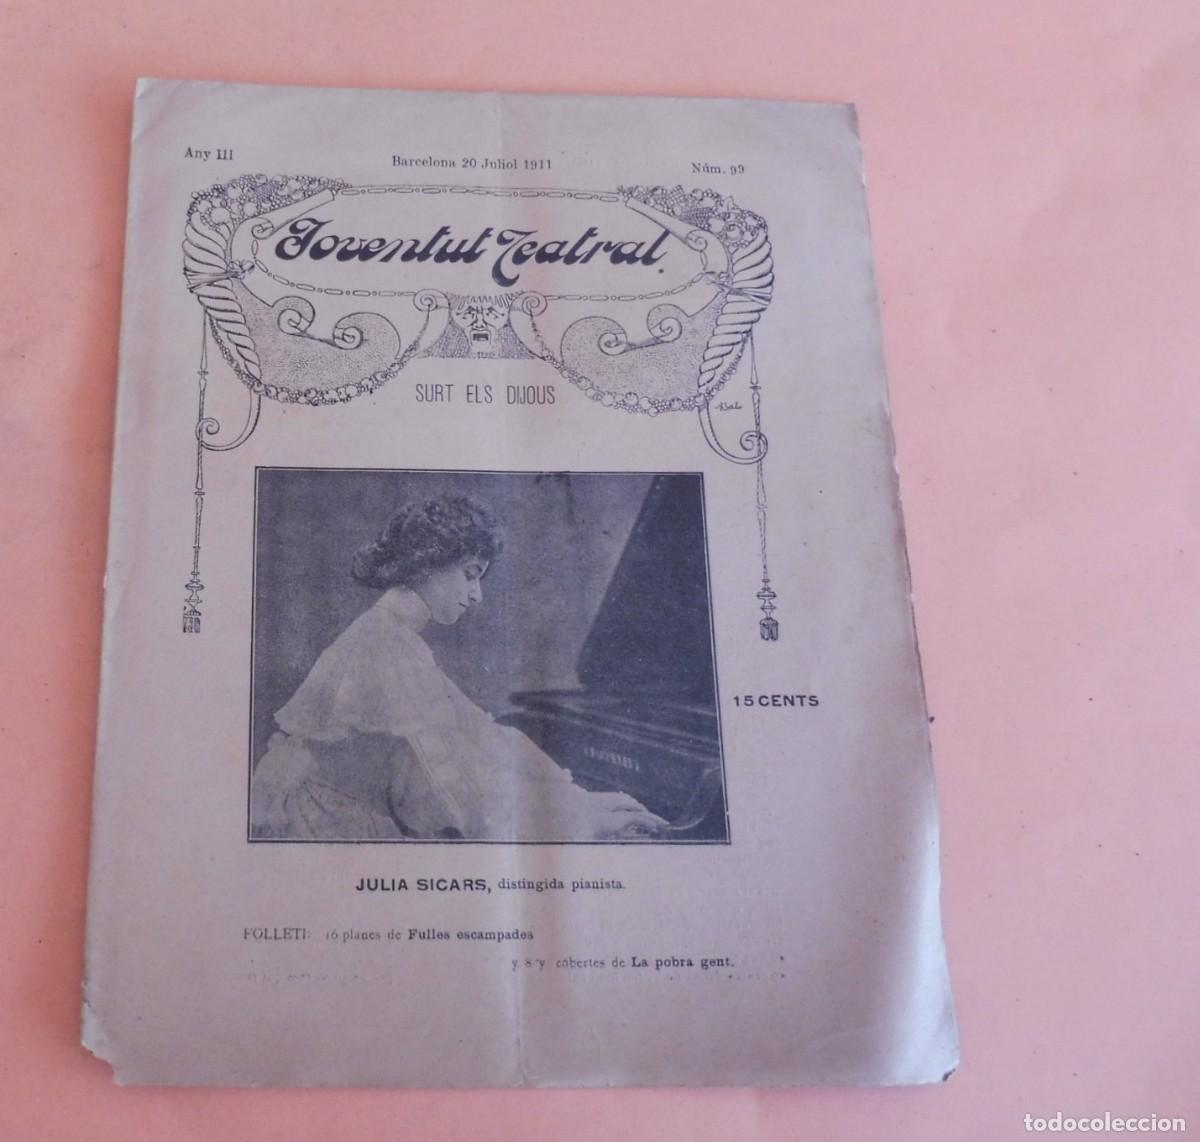 Any III
Barcelona 20 Juliol 1911
Núm. 99
Joventut Teatral.
SURT ELS DIJOUS
15 CENTS
JULIA SICARS, distingida pianista.
FOLLETI: 16 planes de Fulles escampades
y 8 y cobertes de La pobra gent.
todocoleccion